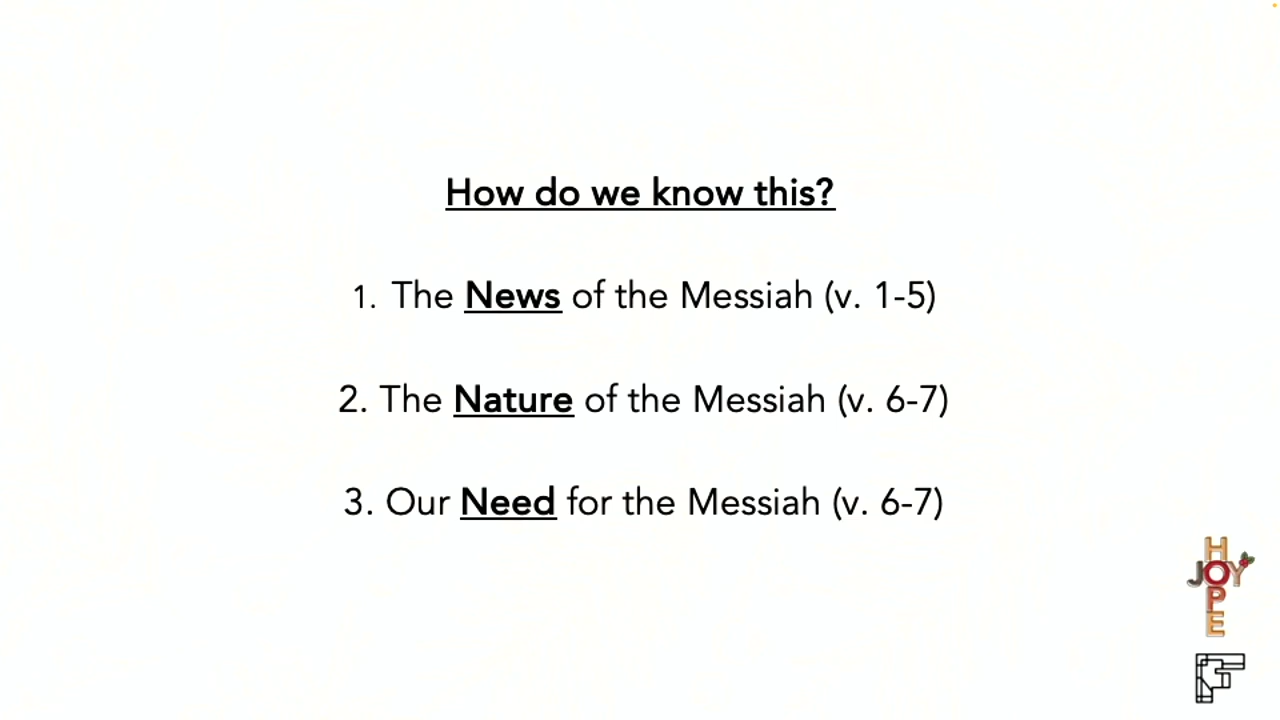 How do we know this?
1. The News of the Messiah (v. 1-5)
2. The Nature of the Messiah (v. 6-7)
3. Our Need for the Messiah (v. 6-7)
H
JOY
P
E
F